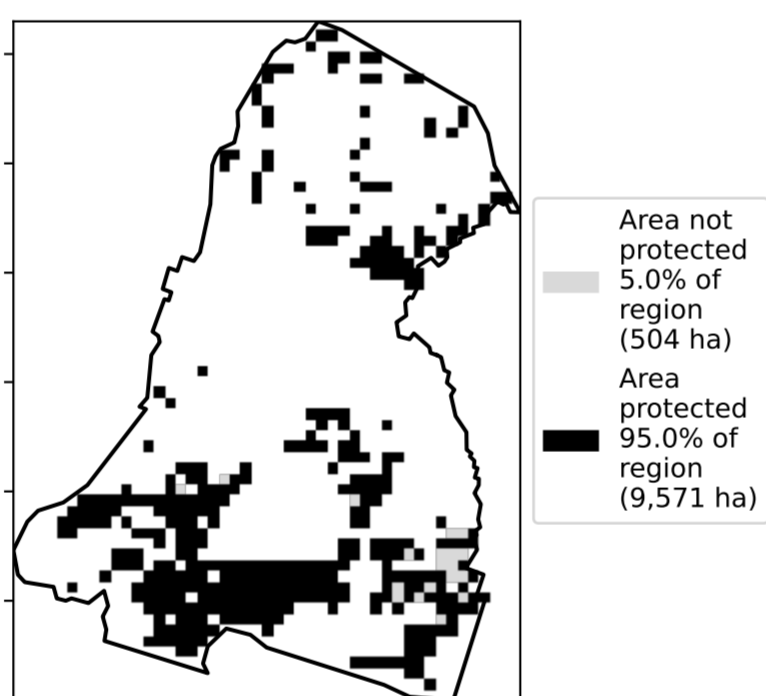 Area not
protected
5.0% of
region
(504 ha)
Area
protected
95.0% of
region
(9,571 ha)